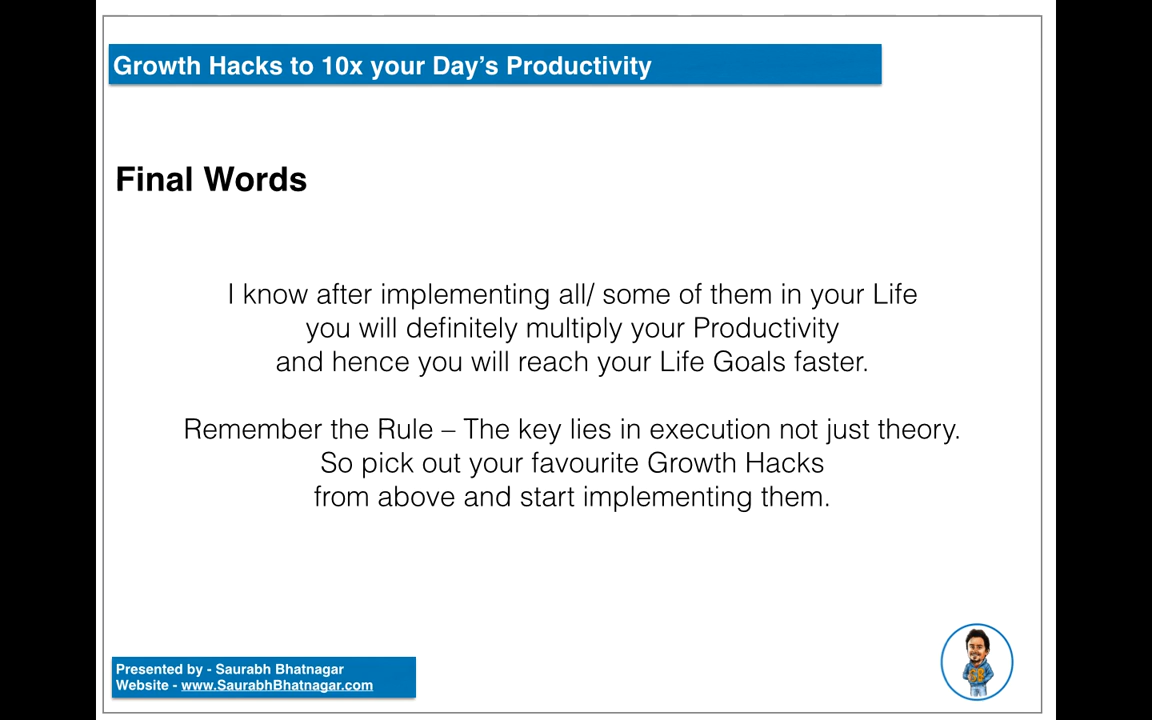 Growth Hacks to 10x your Day’s Productivity
Final Words
I know after implementing all/ some of them in your Life
you will definitely multiply your Productivity
and hence you will reach your Life Goals faster.
Remember the Rule – The key lies in execution not just theory.
So pick out your favourite Growth Hacks
from above and start implementing them.
Presented by - Saurabh Bhatnagar
Website - www.SaurabhBhatnagar.com